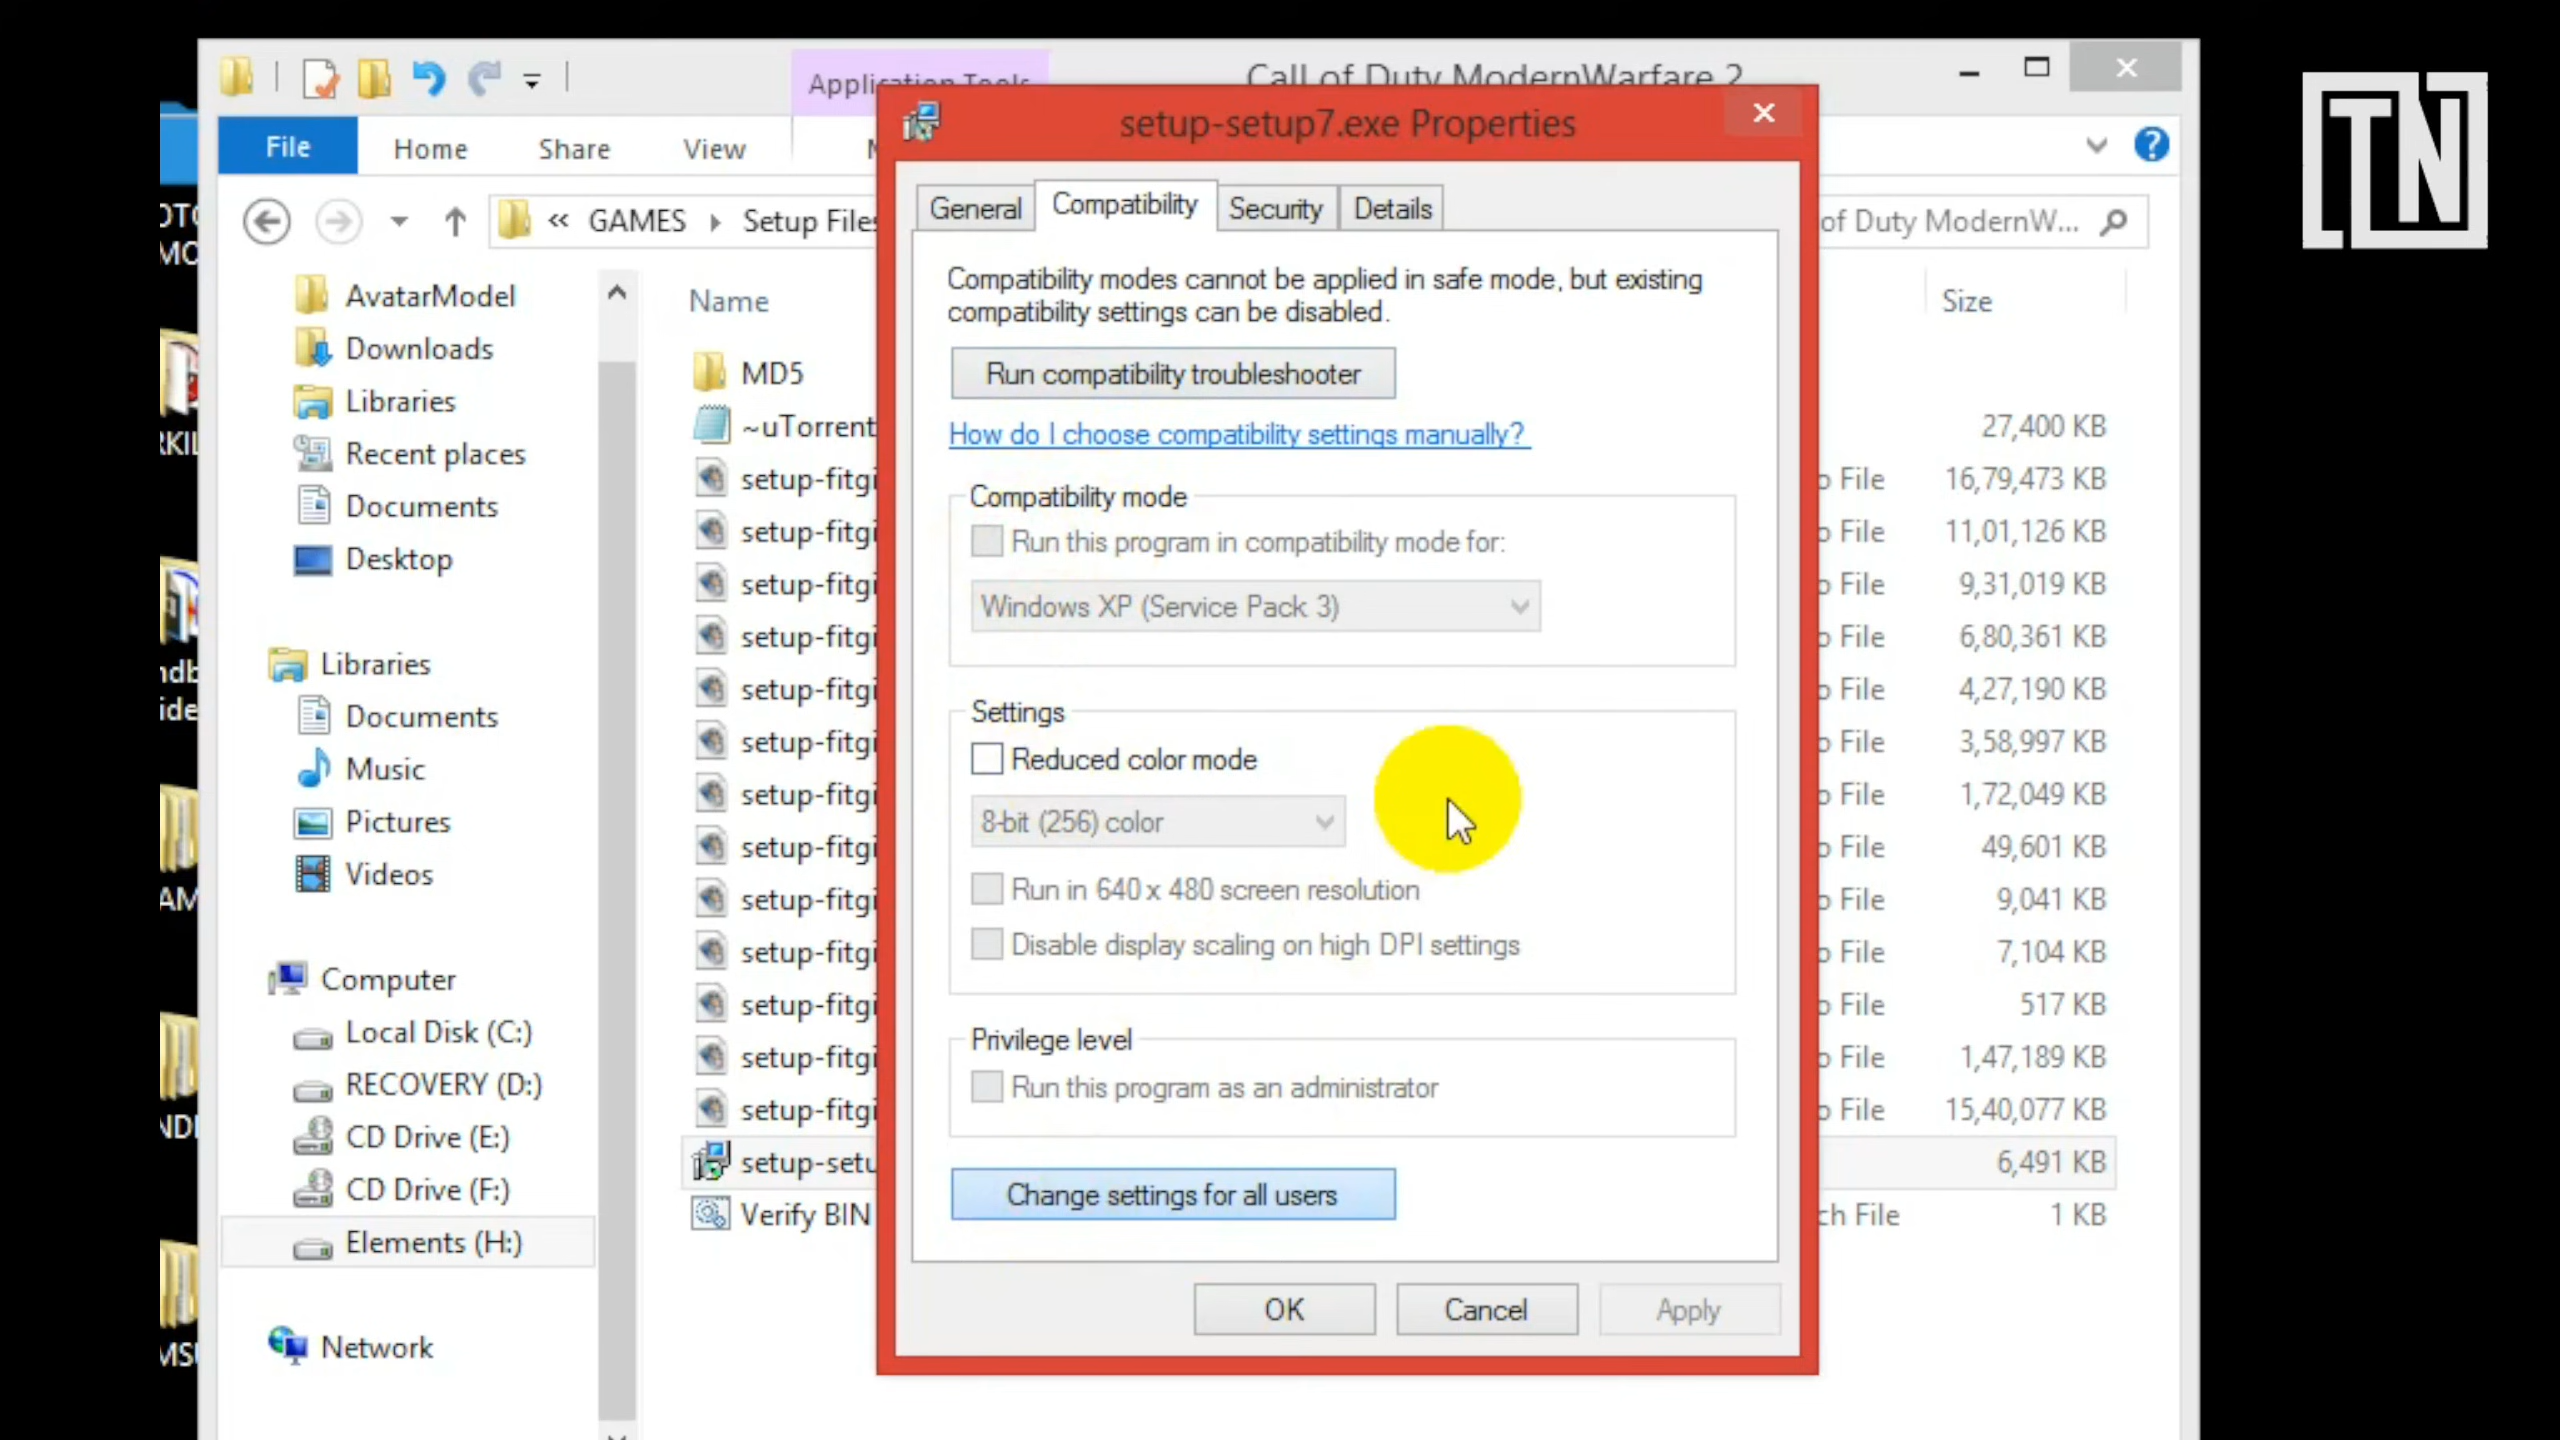 Application Tools
Call of Duty ModernWarfare 2
TN
File
Home
Share
View
GAMES
Setup Files
of Duty ModernW...
AvatarModel
Downloads
Libraries
Recent places
Documents
Desktop
Libraries
Documents
Music
Pictures
Videos
Computer
Local Disk (C:)
RECOVERY (D:)
CD Drive (E:)
CD Drive (F:)
Elements (H:)
Network
Name
MD5
~uTorrent
setup-fitgi
setup-fitgi
setup-fitgi
setup-fitgi
setup-fitgi
setup-fitgi
setup-fitgi
setup-fitgi
setup-fitgi
setup-fitgi
setup-fitgi
setup-fitgi
setup-fitgi
setup-setu
Verify BIN
setup-setup7.exe Properties
General
Compatibility
Security
Details
Compatibility modes cannot be applied in safe mode, but existing
compatibility settings can be disabled.
Run compatibility troubleshooter
How do I choose compatibility settings manually?
Compatibility mode
Run this program in compatibility mode for:
Windows XP (Service Pack 3)
Settings
Reduced color mode
8-bit (256) color
Run in 640 x 480 screen resolution
Disable display scaling on high DPI settings
Privilege level
Run this program as an administrator
Change settings for all users
OK
Cancel
Apply
Size
27,400 KB
File 16,79,473 KB
File 11,01,126 KB
File 9,31,019 KB
File 6,80,361 KB
File 4,27,190 KB
File 3,58,997 KB
File 1,72,049 KB
File 49,601 KB
File 9,041 KB
File 7,104 KB
File 517 KB
File 1,47,189 KB
File 15,40,077 KB
6,491 KB
ch File 1 KB